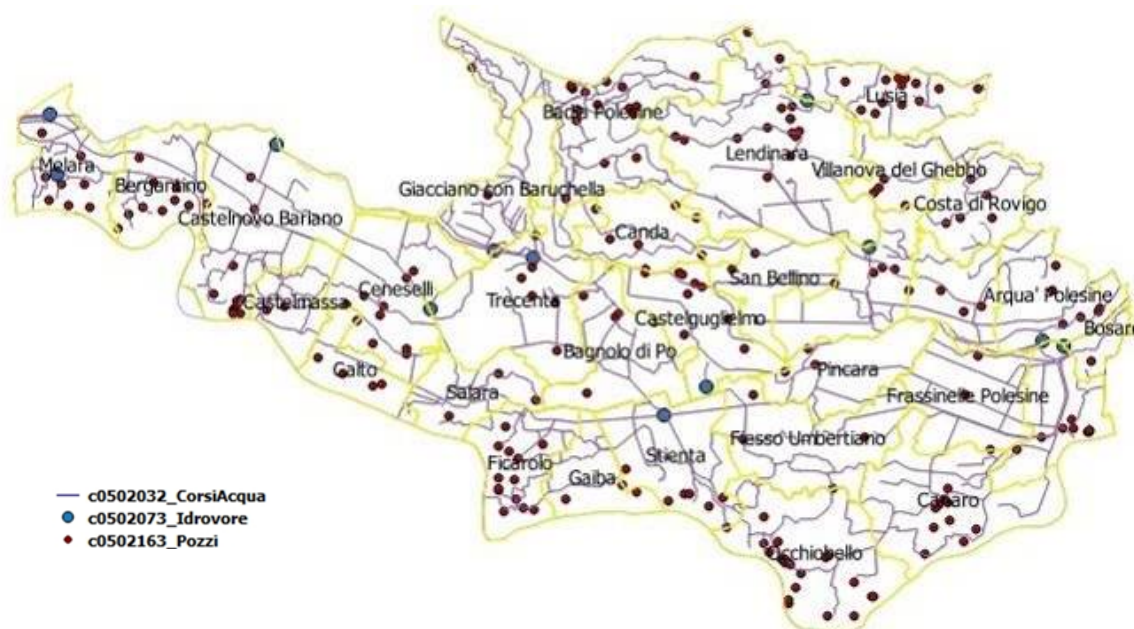 Lusia
Badia Polesine
Lendinara
Melara
Bergantino
Villanova del Ghebbo
Giacciano con Baruchella
Castelnovo Bariano
Costa di Rovigo
Canda
San Bellino
Ceneselli
Castelmassa
Trecenta
Arqua' Polesine
Castelguglielmo
Bosaro
Bagnolo di Po
Calto
Pincara
Salara
Frassinelle Polesine
Fiesso Umbertiano
Stienta
Ficarolo
Gaiba
Canaro
Occhiobello
c0502032_CorsiAcqua
c0502073_Idrovore
c0502163_Pozzi